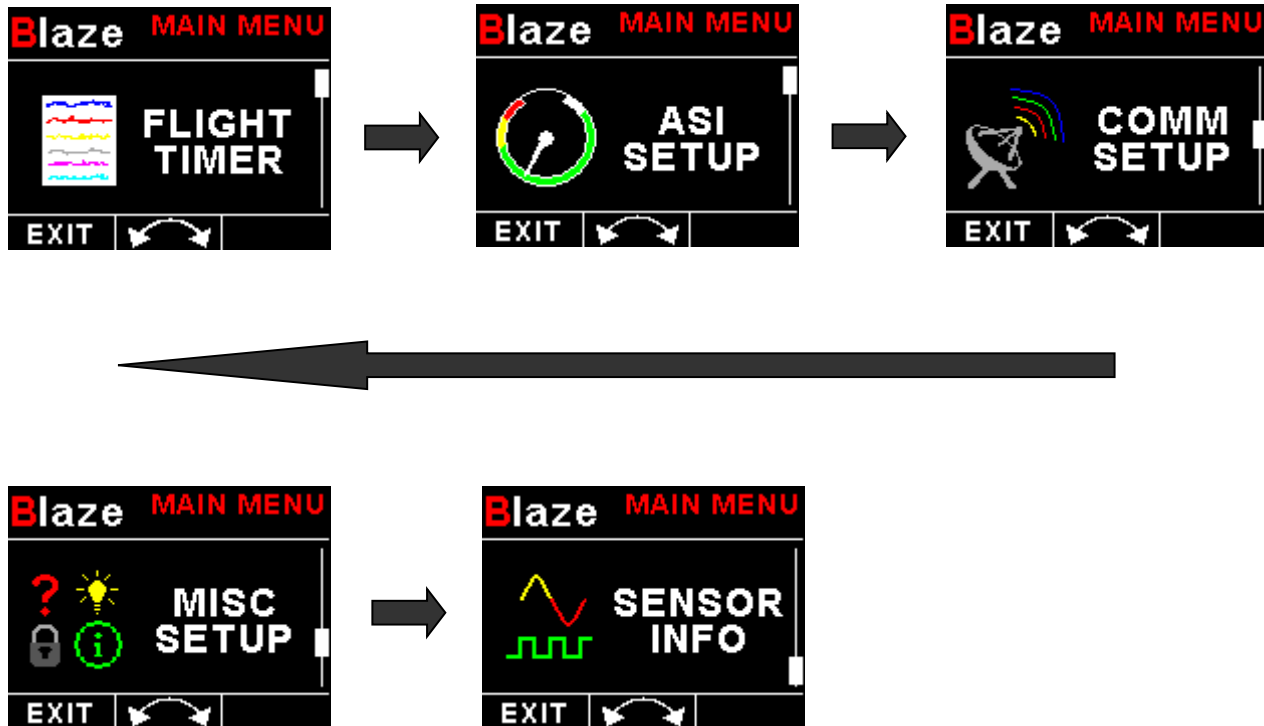 Blaze MAIN MENU
FLIGHT
TIMER
EXIT
Blaze MAIN MENU
ASI
SETUP
EXIT
Blaze MAIN MENU
COMM
SETUP
EXIT
Blaze MAIN MENU
?
MISC
SETUP
i
EXIT
Blaze MAIN MENU
SENSOR
INFO
EXIT